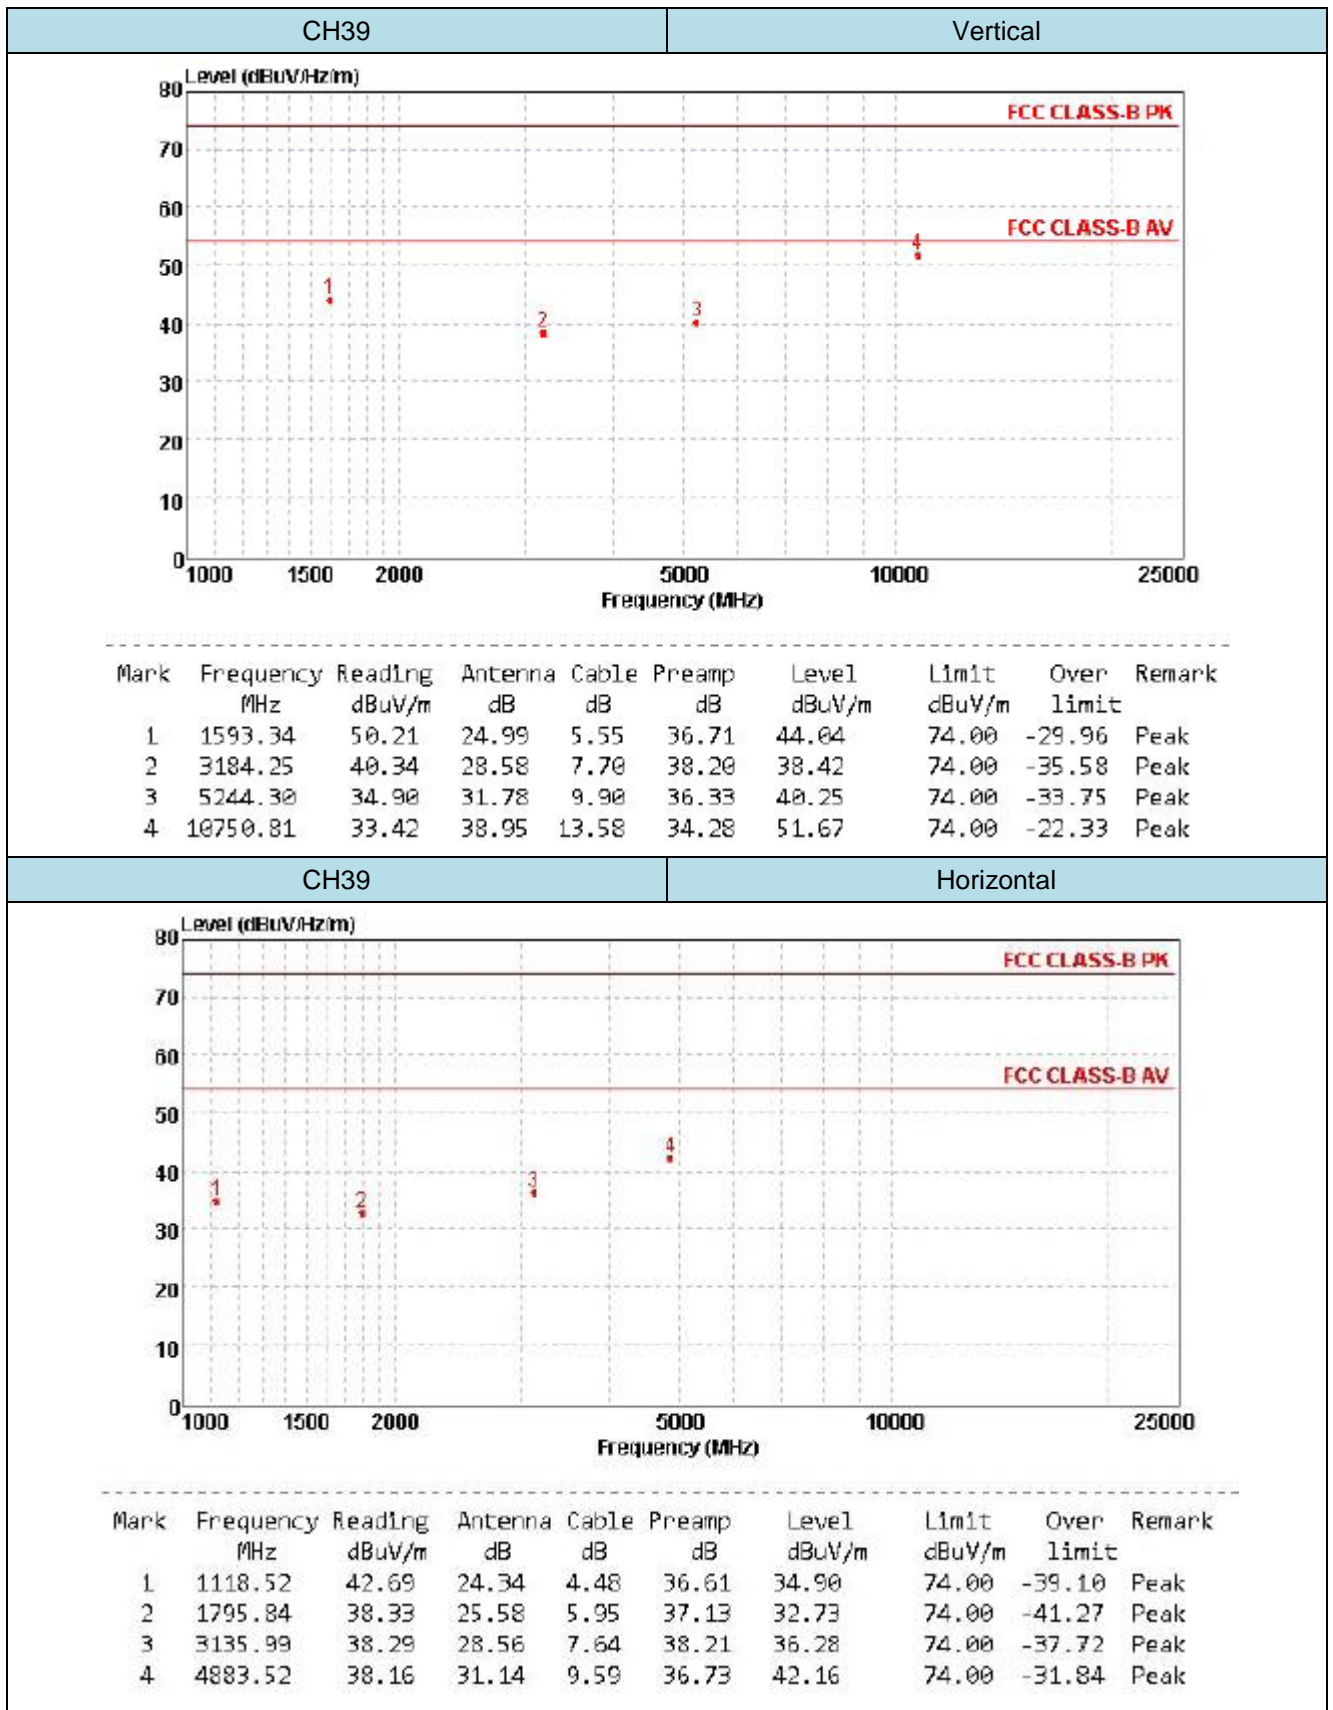 CH39 Vertical
Level (dBuV/Hz/m)
80
FCC CLASS-B PK
70
60
FCC CLASS-B AV
4
50
1
3
40
2
30
20
10
0
1000 1500 2000 5000 10000 25000
Frequency (MHz)
Mark Frequency Reading Antenna Cable Preamp Level Limit Over Remark
MHz dBuV/m dB dB dB dBuV/m dBuV/m limit
1 1593.34 50.21 24.99 5.55 36.71 44.04 74.00 -29.96 Peak
2 3184.25 40.34 28.58 7.70 38.20 38.42 74.00 -35.58 Peak
3 5244.30 34.90 31.78 9.90 36.33 40.25 74.00 -33.75 Peak
4 10750.81 33.42 38.95 13.58 34.28 51.67 74.00 -22.33 Peak
CH39 Horizontal
Level (dBuV/Hz/m)
80
FCC CLASS-B PK
70
60
FCC CLASS-B AV
50
4
40
1 2 3
30
20
10
0
1000 1500 2000 5000 10000 25000
Frequency (MHz)
Mark Frequency Reading Antenna Cable Preamp Level Limit Over Remark
MHz dBuV/m dB dB dB dBuV/m dBuV/m limit
1 1118.52 42.69 24.34 4.48 36.61 34.90 74.00 -39.10 Peak
2 1795.84 38.33 25.58 5.95 37.13 32.73 74.00 -41.27 Peak
3 3135.99 38.29 28.56 7.64 38.21 36.28 74.00 -37.72 Peak
4 4883.52 38.16 31.14 9.59 36.73 42.16 74.00 -31.84 Peak